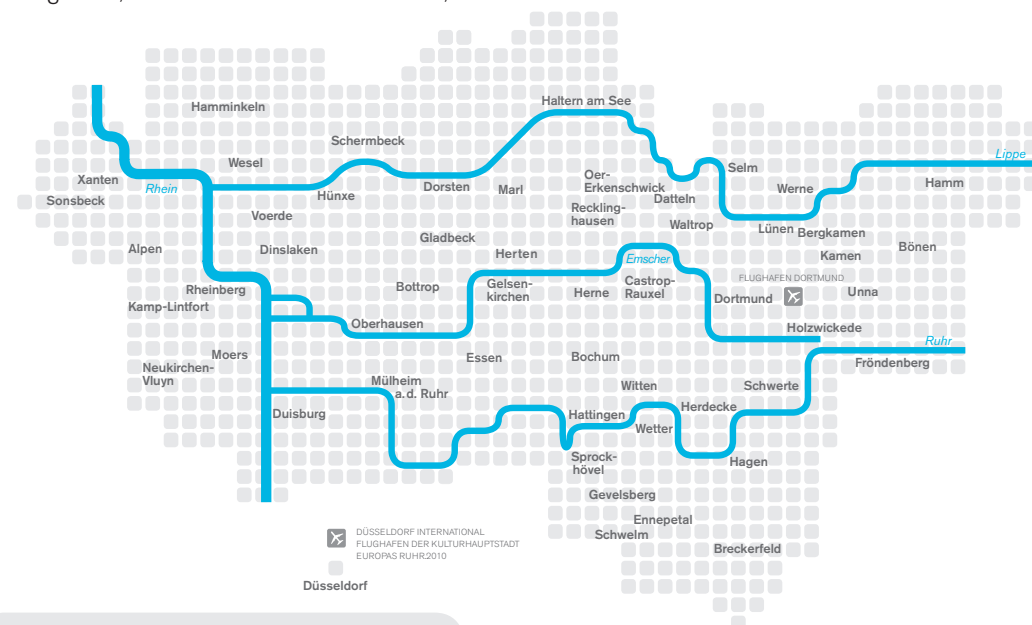 Haltern am See
Hamminkeln
Schermbeck
Lippe
Wesel
Selm
Xanten
Rhein
Hünxe
Dorsten
Marl
Oer-
Erkenschwick
Datteln
Werne
Hamm
Sonsbeck
Voerde
Reckling-
hausen
Waltrop
Lünen
Bergkamen
Alpen
Dinslaken
Gladbeck
Herten
Emscher
Kamen
Bönen
Rheinberg
Bottrop
Gelsen-
kirchen
Herne
Castrop-
Rauxel
FLUGHAFEN DORTMUND
Dortmund
Unna
Kamp-Lintfort
Oberhausen
Holzwickede
Ruhr
Moers
Essen
Bochum
Fröndenberg
Neukirchen-
Vluyn
Mülheim
a. d. Ruhr
Witten
Schwerte
Duisburg
Hattingen
Herdecke
Wetter
Sprock-
hövel
Hagen
Gevelsberg
Ennepetal
Schwelm
Breckerfeld
DÜSSELDORF INTERNATIONAL
FLUGHAFEN DER KULTURHAUPTSTADT
EUROPAS RUHR.2010
Düsseldorf